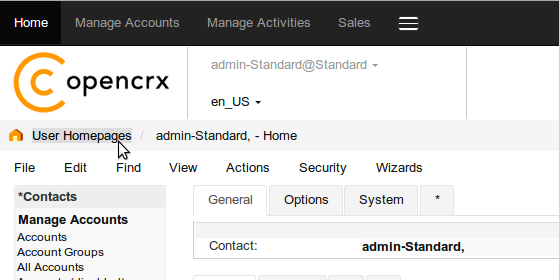 Home Manage Accounts Manage Activities Sales
opencrx
admin-Standard@Standard
en_US
User Homepages / admin-Standard, - Home
File Edit Find View Actions Security Wizards
*Contacts
General Options System *
Manage Accounts
Accounts
Contact: admin-Standard,
Account Groups
All Accounts